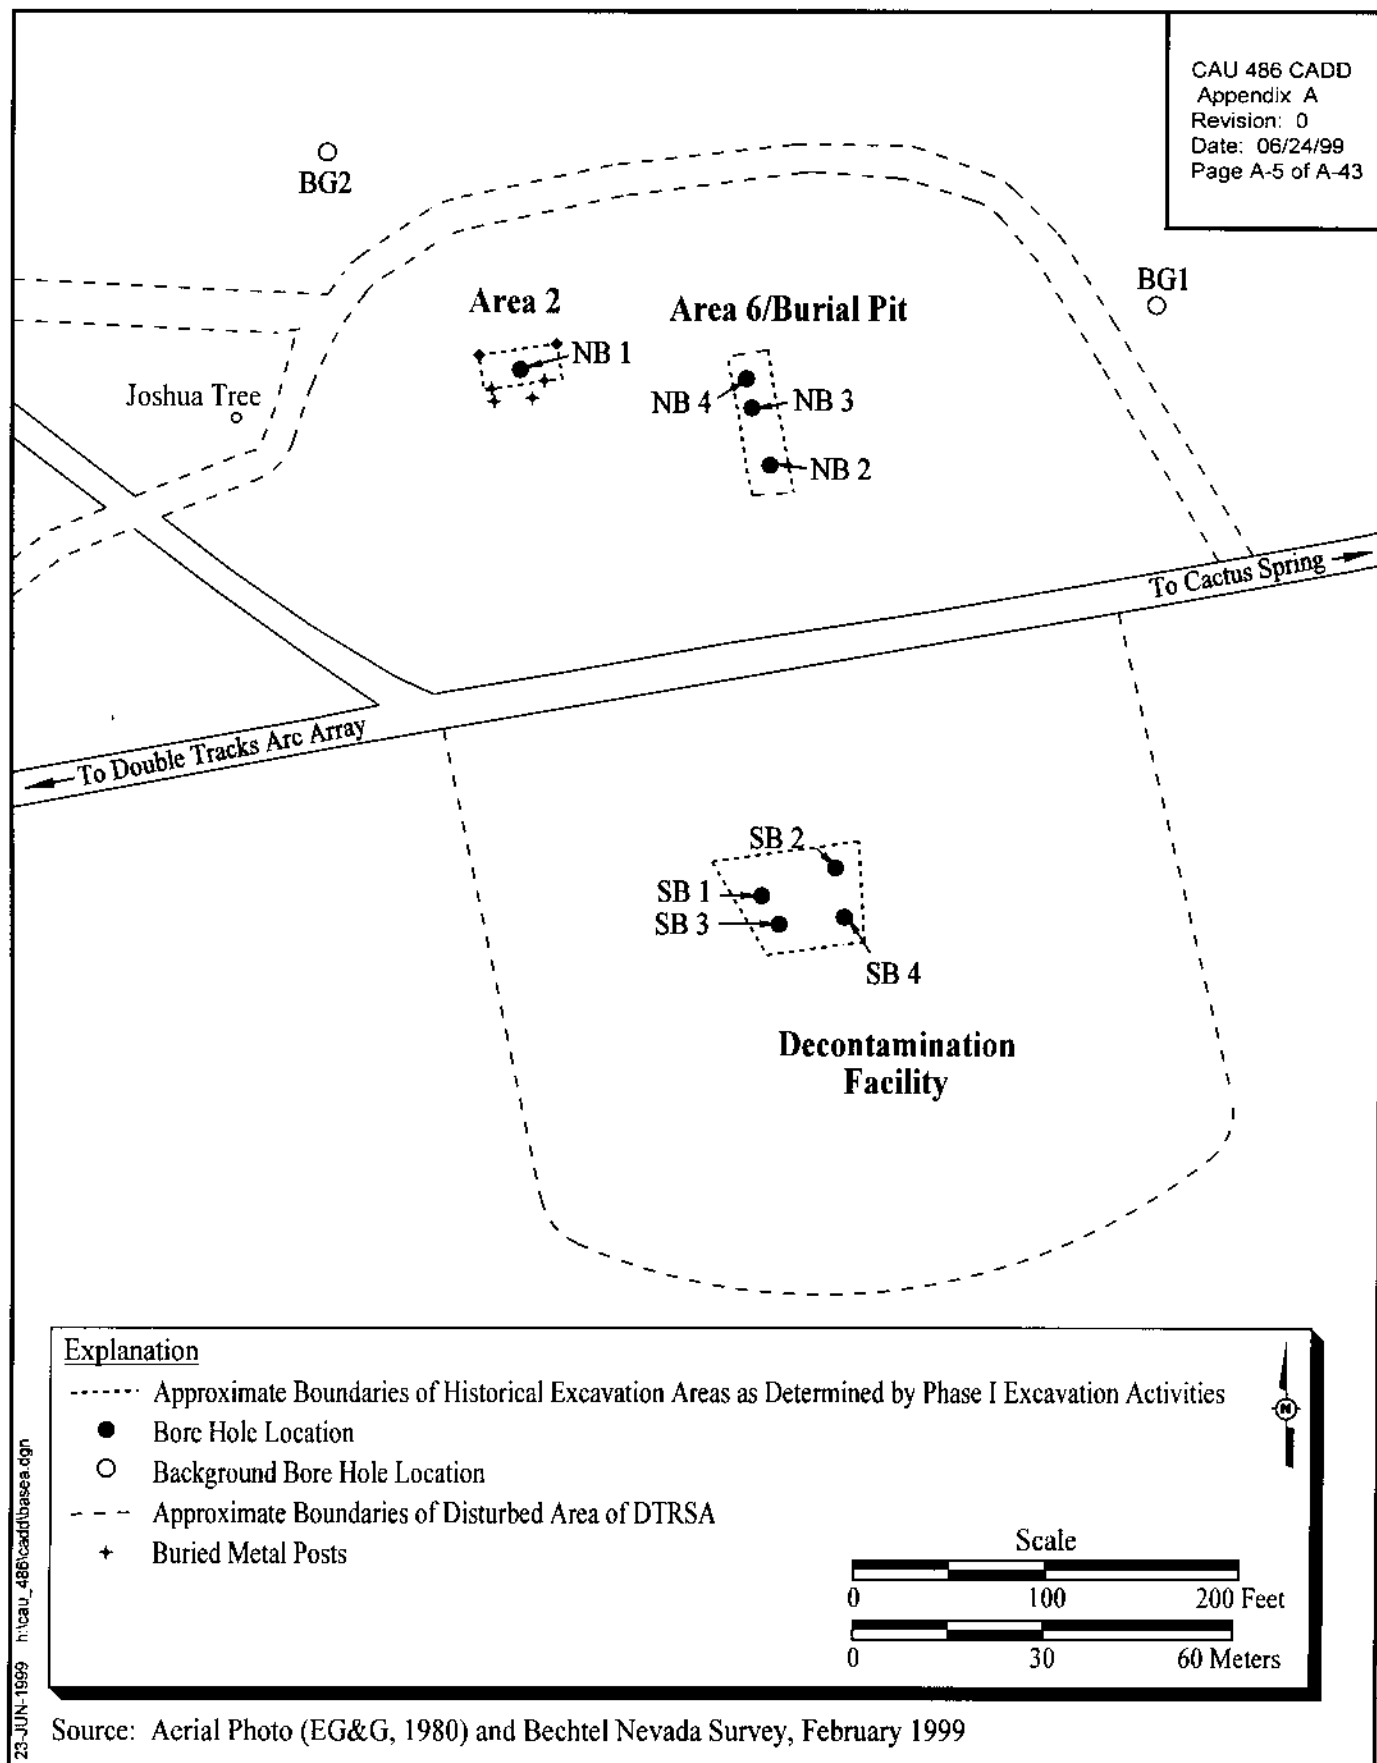 CAU 486 CADD
Appendix A
Revision: 0
Date: 06/24/99
Page A-5 of A-43
BG2
BG1
Area 2
Area 6/Burial Pit
NB 1
Joshua Tree
NB 4
NB 3
NB 2
To Cactus Spring
To Double Tracks Arc Array
SB 2
SB 1
SB 3
SB 4
Decontamination
Facility
Explanation
Approximate Boundaries of Historical Excavation Areas as Determined by Phase I Excavation Activities
Bore Hole Location
Background Bore Hole Location
Approximate Boundaries of Disturbed Area of DTRSA
Buried Metal Posts
N
Scale
0 100 200 Feet
0 30 60 Meters
23-JUN-1999 h:\cau_486\cadd\basea.dgn
Source: Aerial Photo (EG&G, 1980) and Bechtel Nevada Survey, February 1999